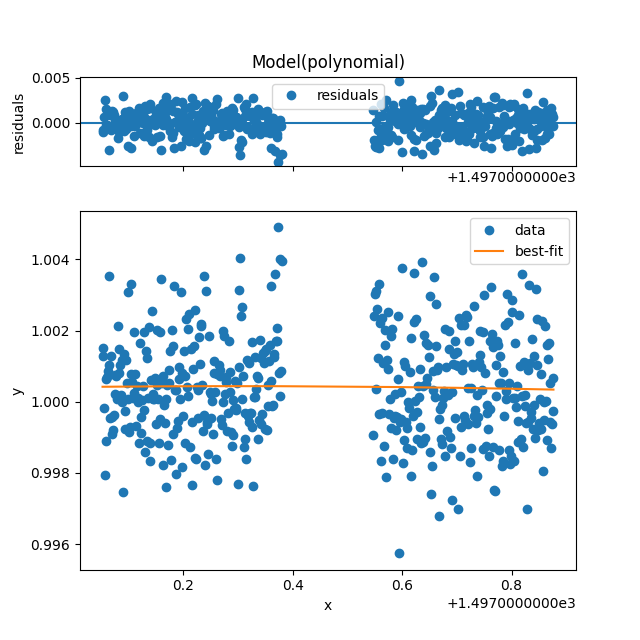 Model(polynomial)
0.005
0.000
residuals
residuals
+1.4970000000e3
1.004
1.002
1.000
0.998
0.996
y
data
best-fit
0.2
0.4
0.6
0.8
x
+1.4970000000e3